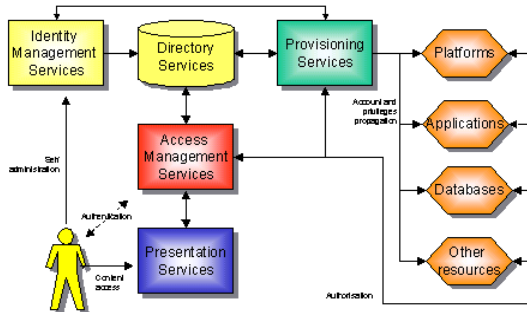 Identity
Management
Services
Directory
Services
Provisioning
Services
Platforms
Account and
privileges
propagation
Applications
Access
Management
Services
Self
administration
Databases
Authentication
Presentation
Services
Other
resources
Content
access
Authorisation